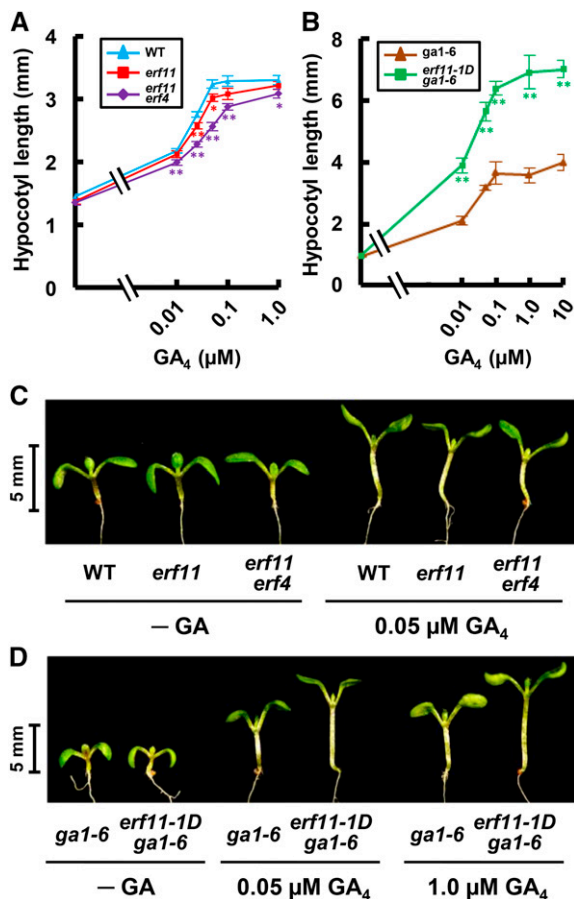 A
B
WT
erf11
erf11
erf4
ga1-6
erf11-1D
ga1-6
Hypocotyl length (mm)
4
3
2
1
0
0.01
0.1
1.0
GA₄ (µM)
**
**
**
*
**
**
*
Hypocotyl length (mm)
8
6
4
2
0
0.01
0.1
1.0
10
GA₄ (µM)
**
**
**
**
**
C
5 mm
WT
erf11
erf11
erf4
WT
erf11
erf11
erf4
— GA
0.05 µM GA₄
D
5 mm
ga1-6
erf11-1D
ga1-6
ga1-6
erf11-1D
ga1-6
ga1-6
erf11-1D
ga1-6
— GA
0.05 µM GA₄
1.0 µM GA₄